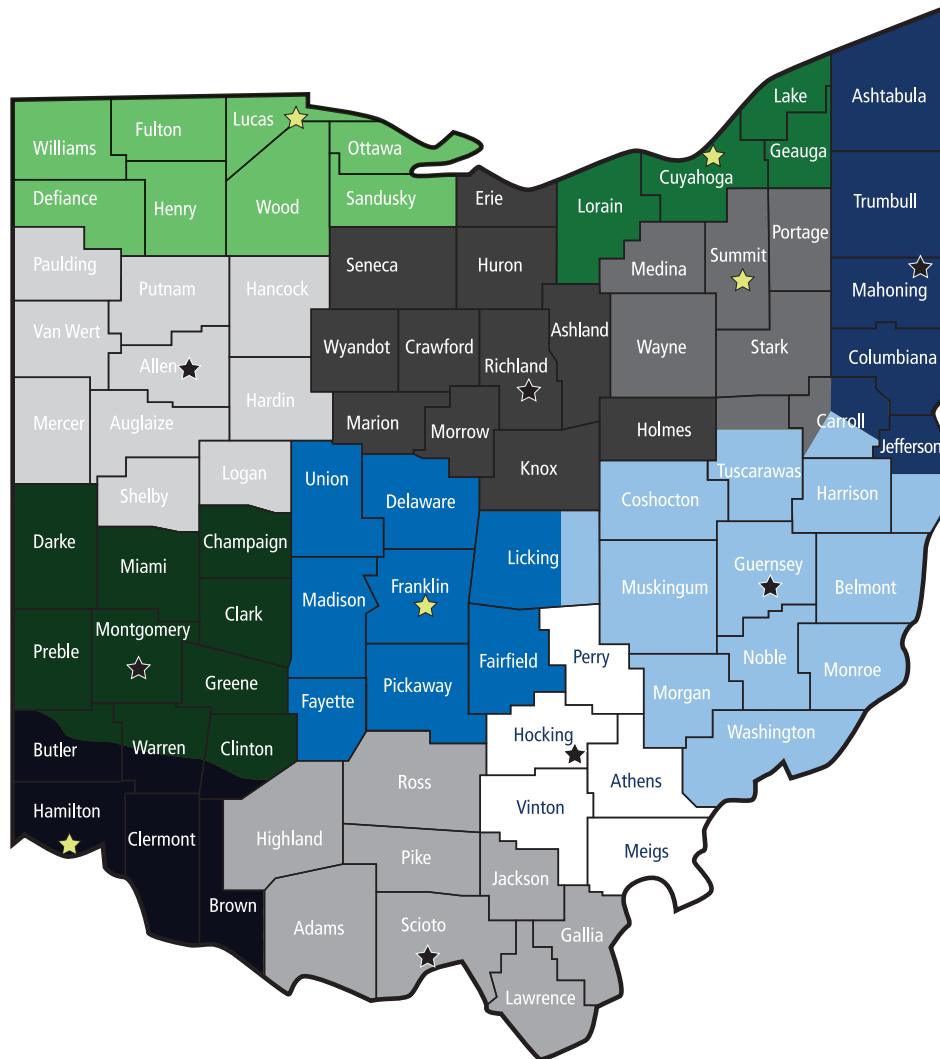 Lake
Ashtabula
Lucas
Fulton
Williams
Ottawa
Geauga
Cuyahoga
Defiance
Henry
Wood
Sandusky
Erie
Lorain
Trumbull
Portage
Paulding
Seneca
Huron
Medina
Summit
Putnam
Hancock
Mahoning
Van Wert
Wyandot
Crawford
Ashland
Wayne
Stark
Allen
Richland
Columbiana
Mercer
Auglaize
Hardin
Marion
Morrow
Holmes
Carroll
Jefferson
Knox
Logan
Union
Tuscarawas
Shelby
Delaware
Coshocton
Harrison
Darke
Champaign
Licking
Miami
Guernsey
Franklin
Muskingum
Belmont
Madison
Clark
Montgomery
Preble
Perry
Fairfield
Noble
Monroe
Greene
Pickaway
Morgan
Fayette
Washington
Butler
Warren
Clinton
Hocking
Ross
Athens
Hamilton
Vinton
Clermont
Highland
Pike
Meigs
Jackson
Brown
Adams
Scioto
Gallia
Lawrence